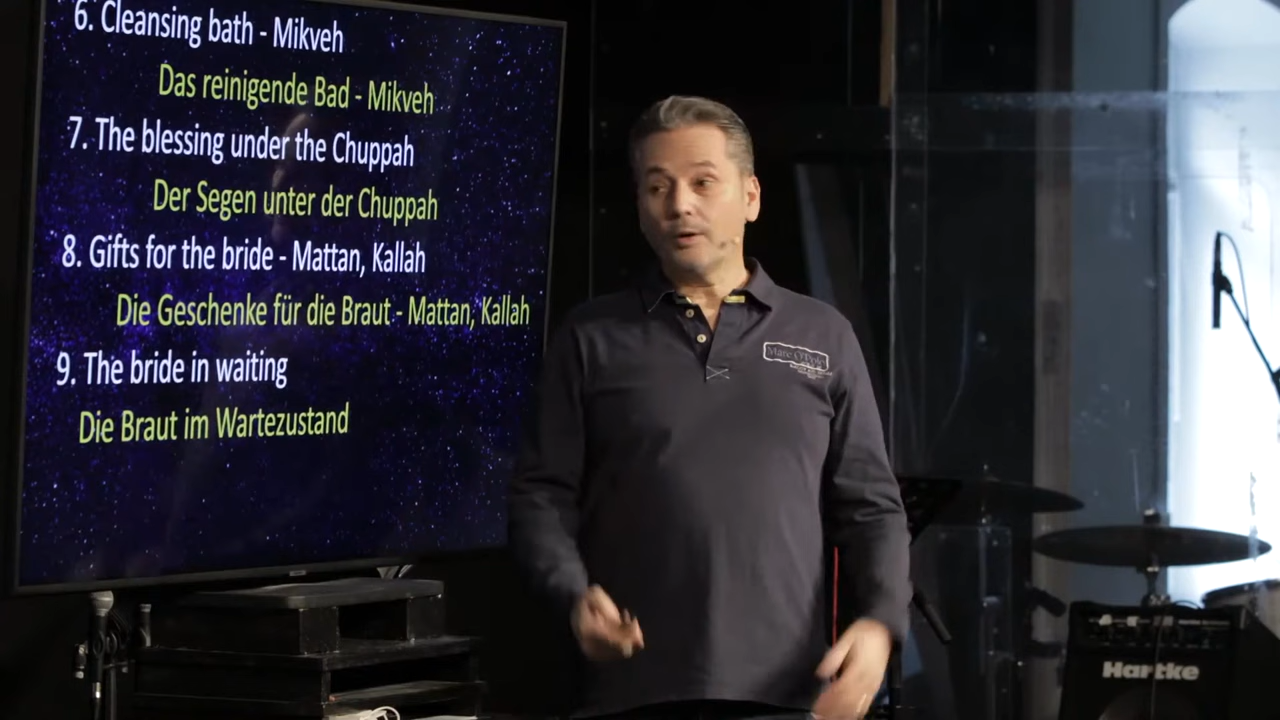 6. Cleansing bath - Mikveh
Das reinigende Bad - Mikveh
7. The blessing under the Chuppah
Der Segen unter der Chuppah
8. Gifts for the bride - Mattan, Kallah
Die Geschenke für die Braut - Mattan, Kallah
9. The bride in waiting
Die Braut im Wartezustand
Marc O'Polo
Hartke